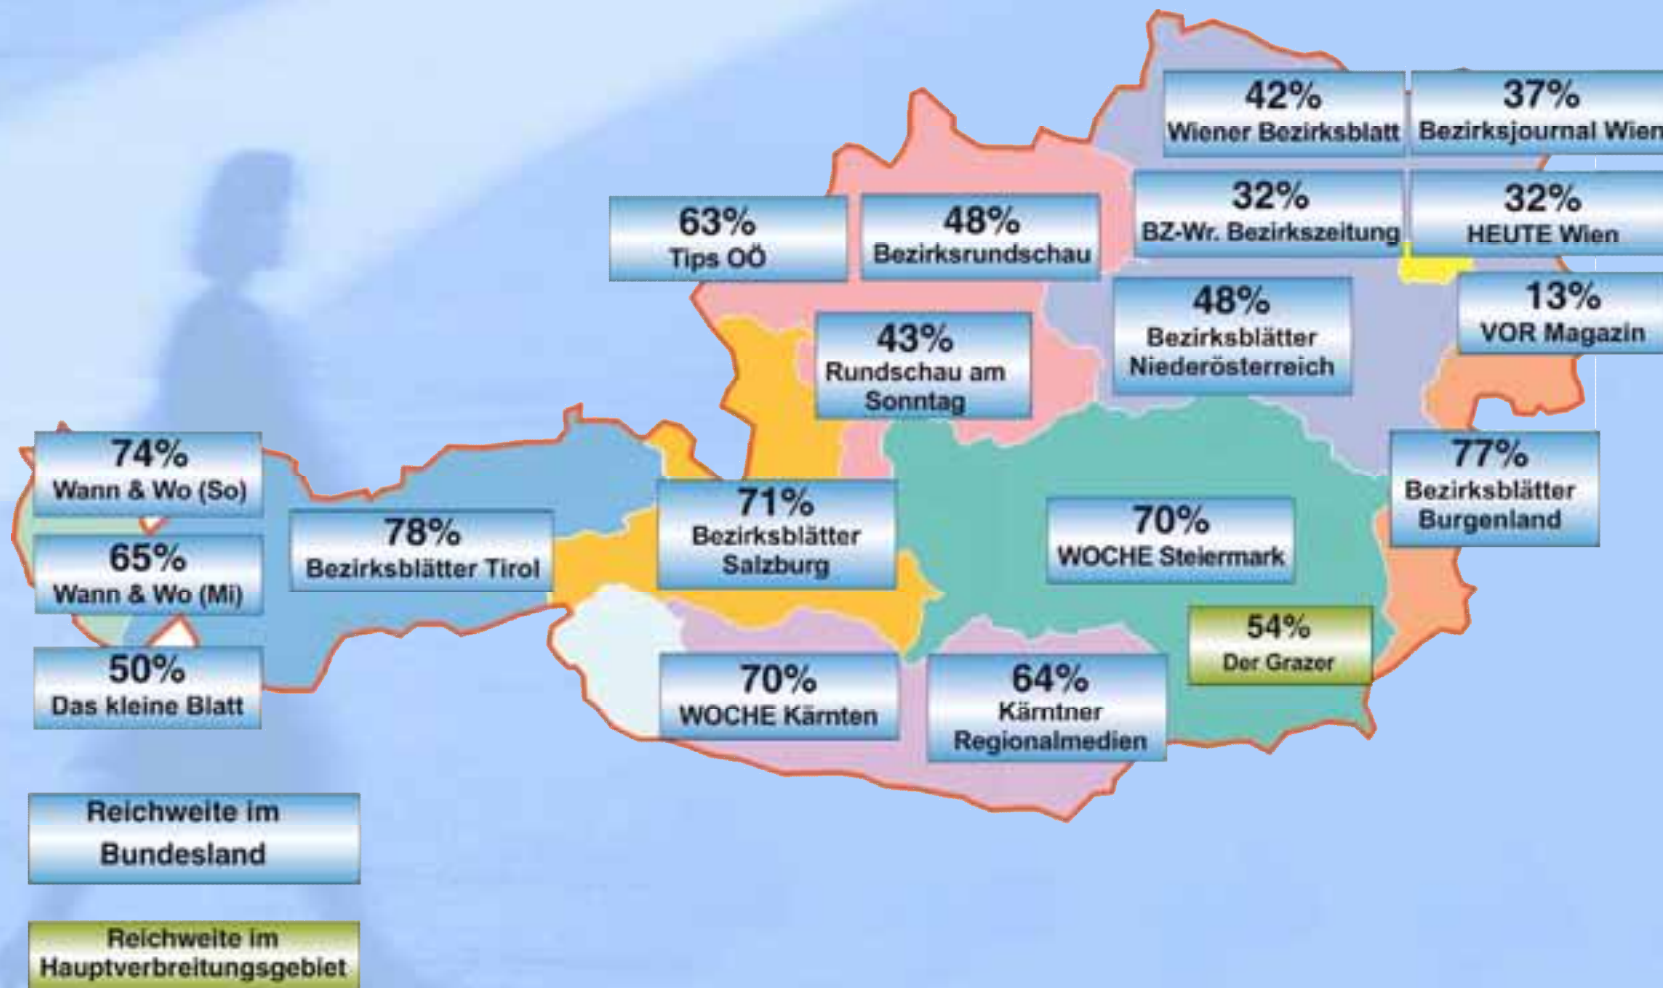 42%
Wiener Bezirksblatt
37%
Bezirksjournal Wien
32%
BZ-Wr. Bezirkszeitung
32%
HEUTE Wien
63%
Tips OÖ
48%
Bezirksrundschau
48%
Bezirksblätter
Niederösterreich
13%
VOR Magazin
43%
Rundschau am
Sonntag
74%
Wann & Wo (So)
65%
Wann & Wo (Mi)
50%
Das kleine Blatt
78%
Bezirksblätter Tirol
71%
Bezirksblätter
Salzburg
70%
WOCHE Steiermark
77%
Bezirksblätter
Burgenland
54%
Der Grazer
70%
WOCHE Kärnten
64%
Kärntner
Regionalmedien
Reichweite im
Bundesland
Reichweite im
Hauptverbreitungsgebiet